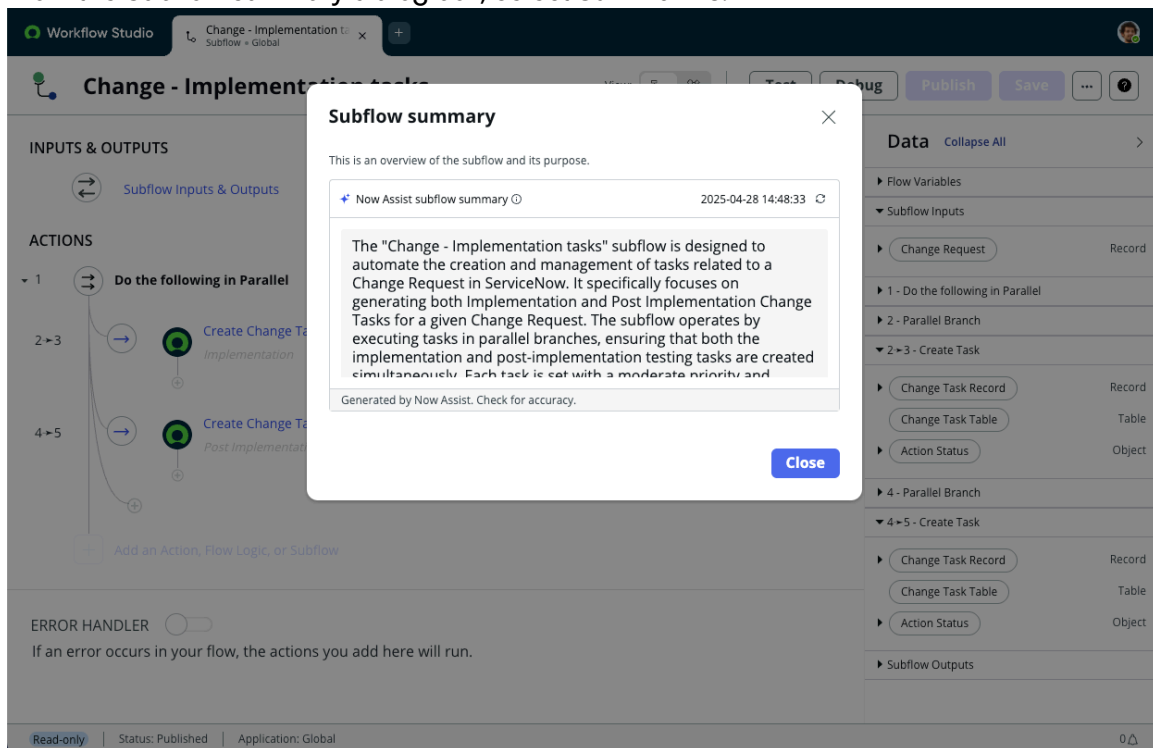 Workflow Studio
Change - Implementation ta
Subflow • Global
Change - Implementation tasks
View:
Test
Debug
Publish
Save
INPUTS & OUTPUTS
Subflow Inputs & Outputs
ACTIONS
1
Do the following in Parallel
2
3
Create Change Ta
Implementation
4
5
Create Change Ta
Post Implementati
Add an Action, Flow Logic, or Subflow
ERROR HANDLER
If an error occurs in your flow, the actions you add here will run.
Subflow summary
This is an overview of the subflow and its purpose.
Now Assist subflow summary
2025-04-28 14:48:33
The "Change - Implementation tasks" subflow is designed to
automate the creation and management of tasks related to a
Change Request in ServiceNow. It specifically focuses on
generating both Implementation and Post Implementation Change
Tasks for a given Change Request. The subflow operates by
executing tasks in parallel branches, ensuring that both the
implementation and post-implementation testing tasks are created
simultaneously. Each task is set with a moderate priority and
Generated by Now Assist. Check for accuracy.
Close
Data
Collapse All
Flow Variables
Subflow Inputs
Change Request
Record
1 - Do the following in Parallel
2 - Parallel Branch
2 ▸ 3 - Create Task
Change Task Record
Record
Change Task Table
Table
Action Status
Object
4 - Parallel Branch
4 ▸ 5 - Create Task
Change Task Record
Record
Change Task Table
Table
Action Status
Object
Subflow Outputs
Read-only
Status: Published
Application: Global
0